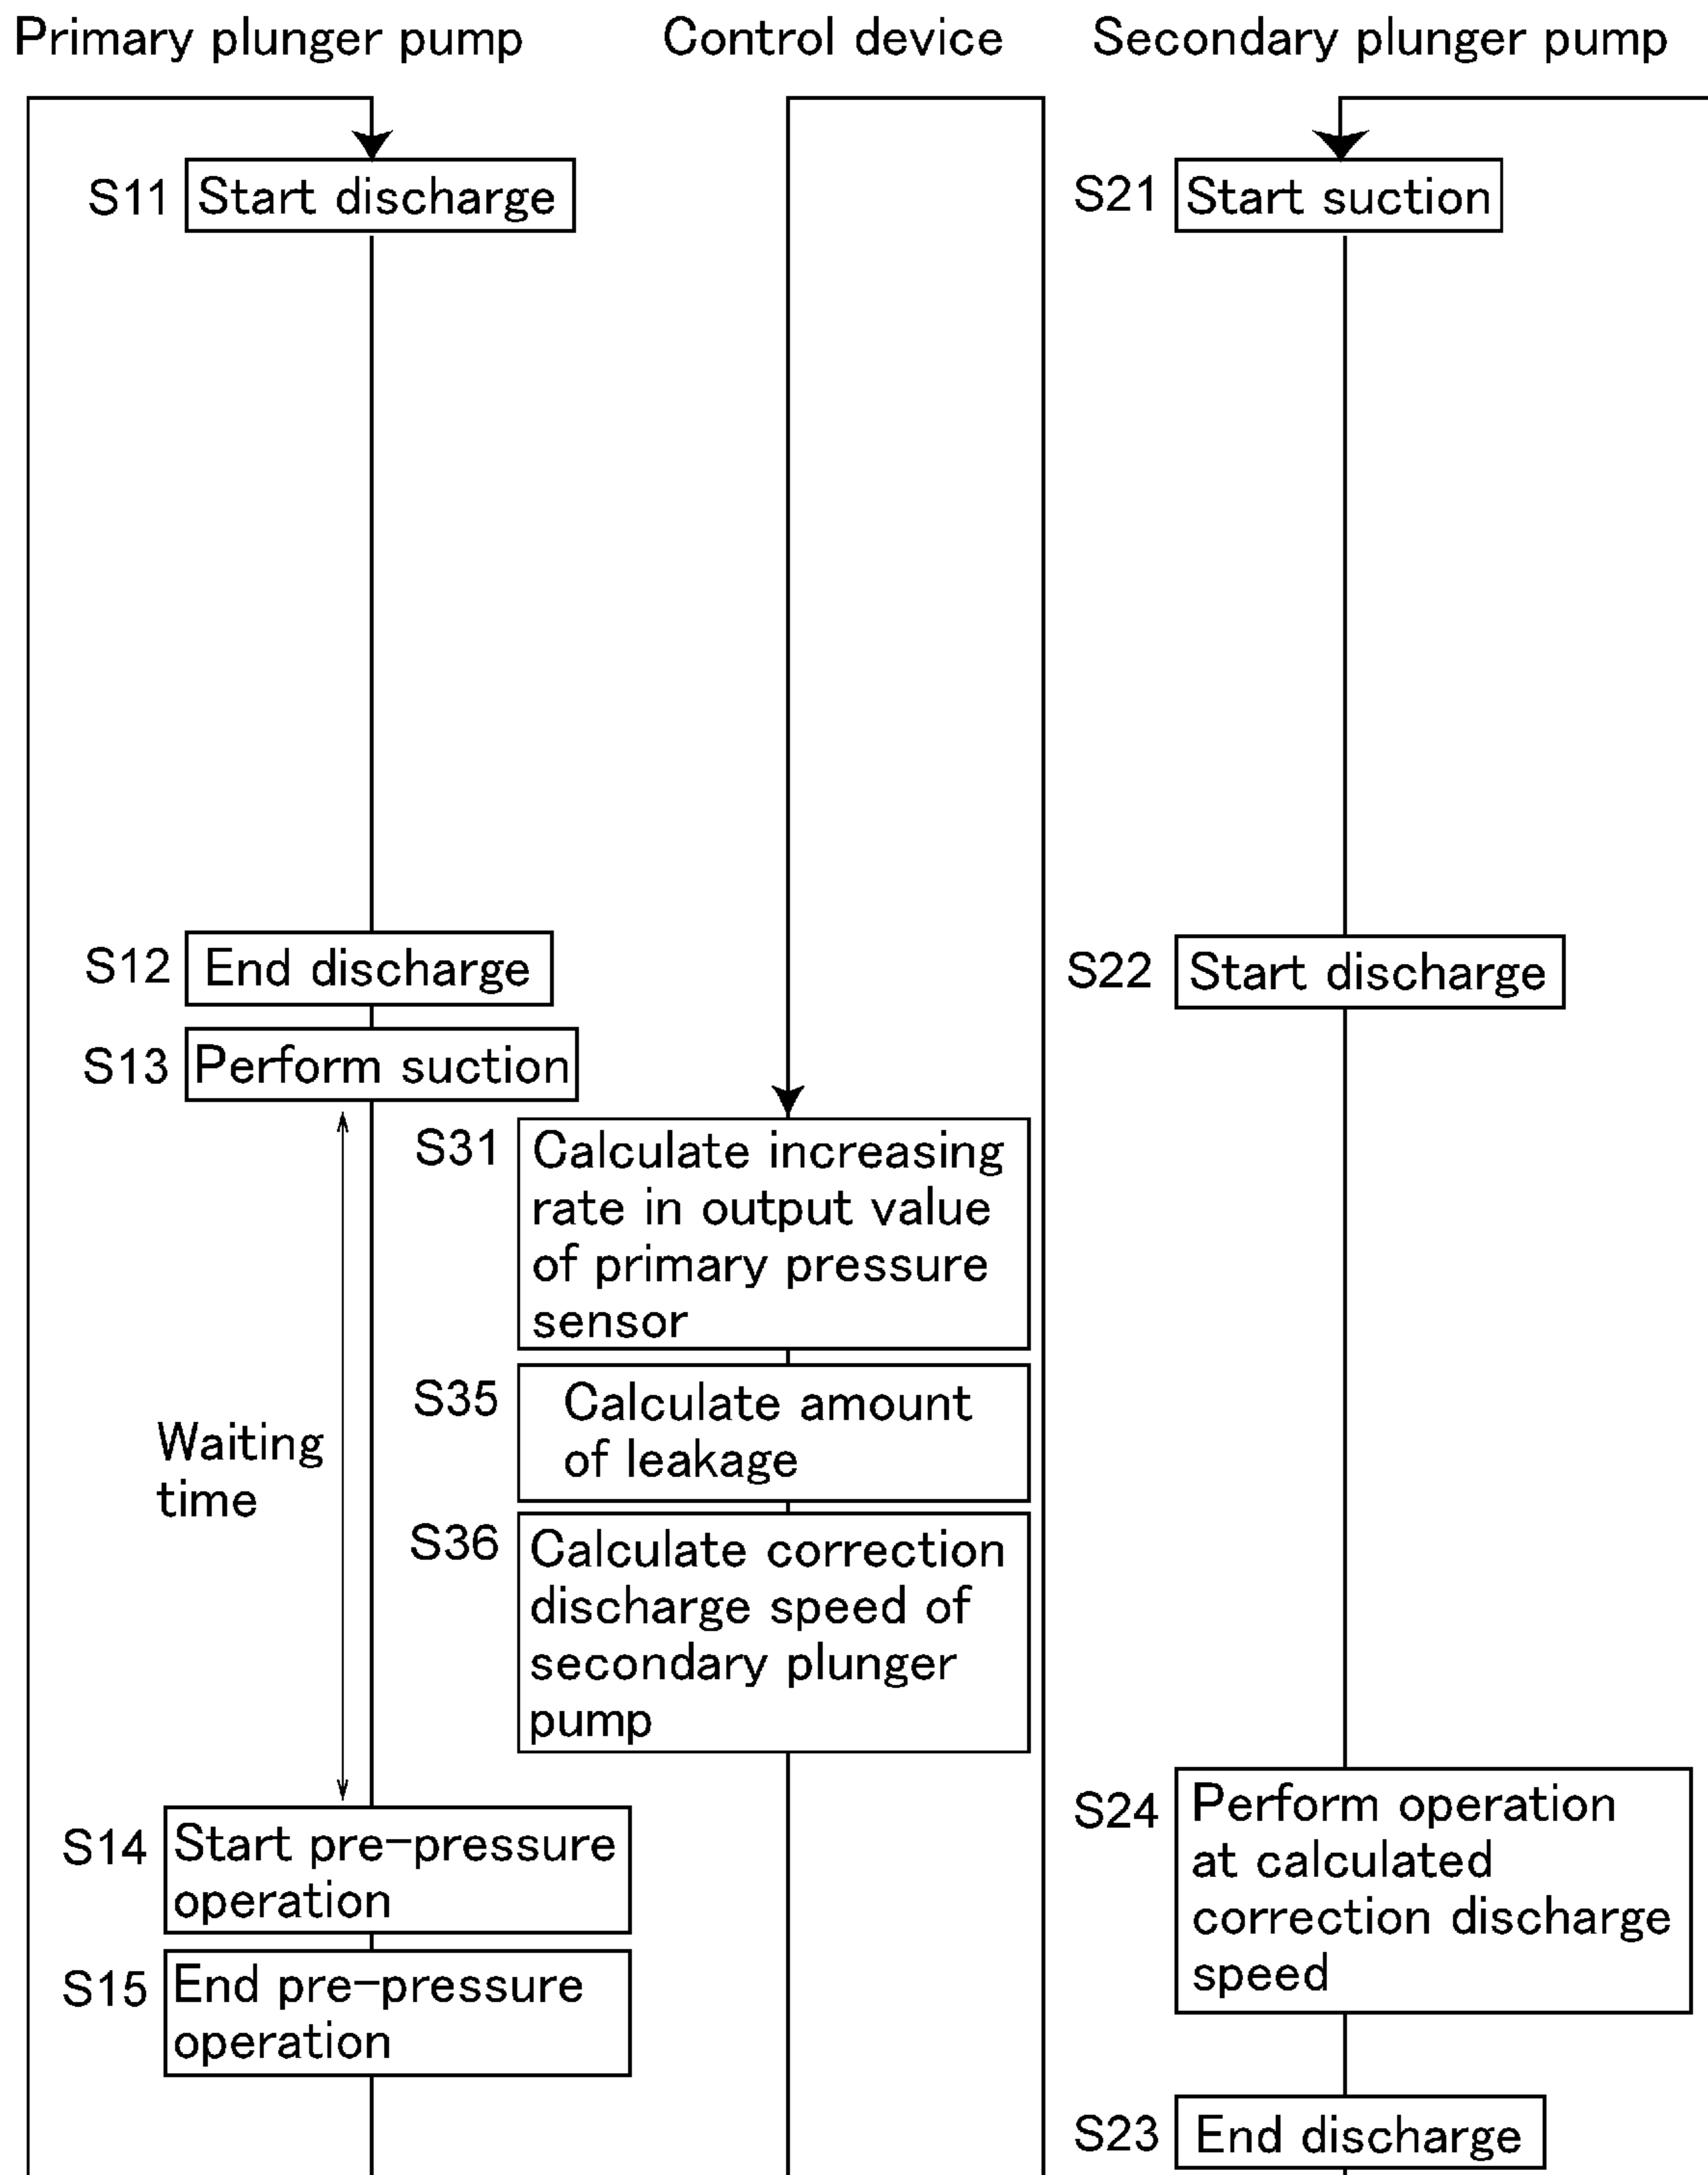 Primary plunger pump
Control device
Secondary plunger pump
S11
Start discharge
S21
Start suction
S12
End discharge
S22
Start discharge
S13
Perform suction
S31
Calculate increasing
rate in output value
of primary pressure
sensor
S35
Calculate amount
of leakage
Waiting
time
S36
Calculate correction
discharge speed of
secondary plunger
pump
S24
Perform operation
at calculated
correction discharge
speed
S14
Start pre-pressure
operation
S15
End pre-pressure
operation
S23
End discharge